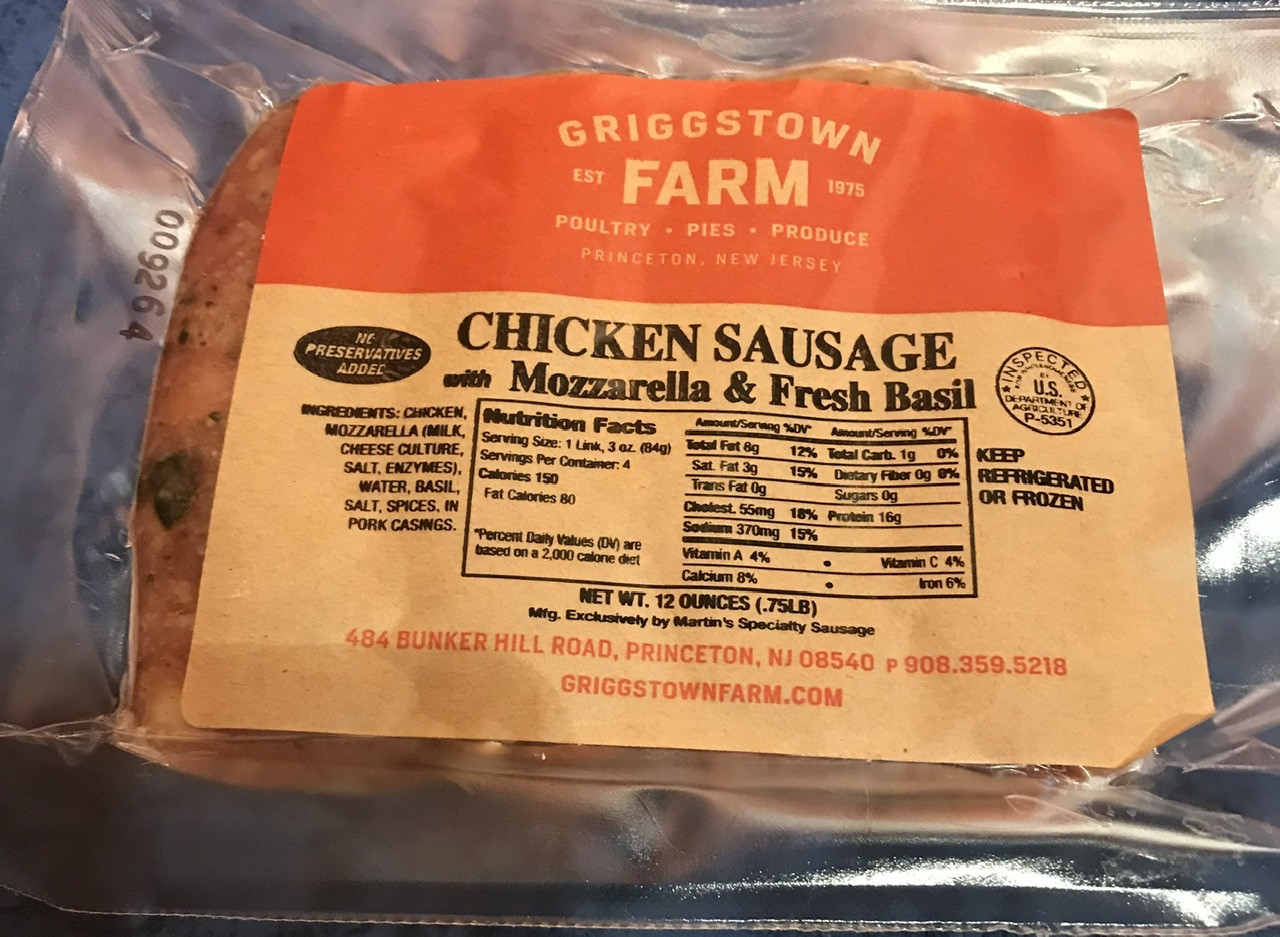 GRIGGSTOWN
EST FARM 1975
POULTRY • PIES • PRODUCE
PRINCETON, NEW JERSEY
009264
NO
PRESERVATIVES
ADDED
CHICKEN SAUSAGE
with Mozzarella & Fresh Basil
INSPECTED
BY
U.S.
DEPARTMENT OF
AGRICULTURE
P-5351
INGREDIENTS: CHICKEN,
MOZZARELLA (MILK,
CHEESE CULTURE,
SALT, ENZYMES),
WATER, BASIL,
SALT, SPICES. IN
PORK CASINGS.
Nutrition Facts
Serving Size: 1 Link, 3 oz. (84g)
Servings Per Container: 4
Calories 150
Fat Calories 80
*Percent Daily Values (DV) are
based on a 2,000 calorie diet
Amount/Serving %DV* Amount/Serving %DV*
Total Fat 8g 12% Total Carb. 1g 0%
Sat. Fat 3g 15% Dietary Fiber 0g 0%
Trans Fat 0g Sugars 0g
Cholest. 55mg 18% Protein 16g
Sodium 370mg 15%
Vitamin A 4% • Vitamin C 4%
Calcium 8% • Iron 6%
KEEP
REFRIGERATED
OR FROZEN
NET WT. 12 OUNCES (.75LB)
Mfg. Exclusively by Martin's Specialty Sausage
484 BUNKER HILL ROAD, PRINCETON, NJ 08540 P 908.359.5218
GRIGGSTOWNFARM.COM